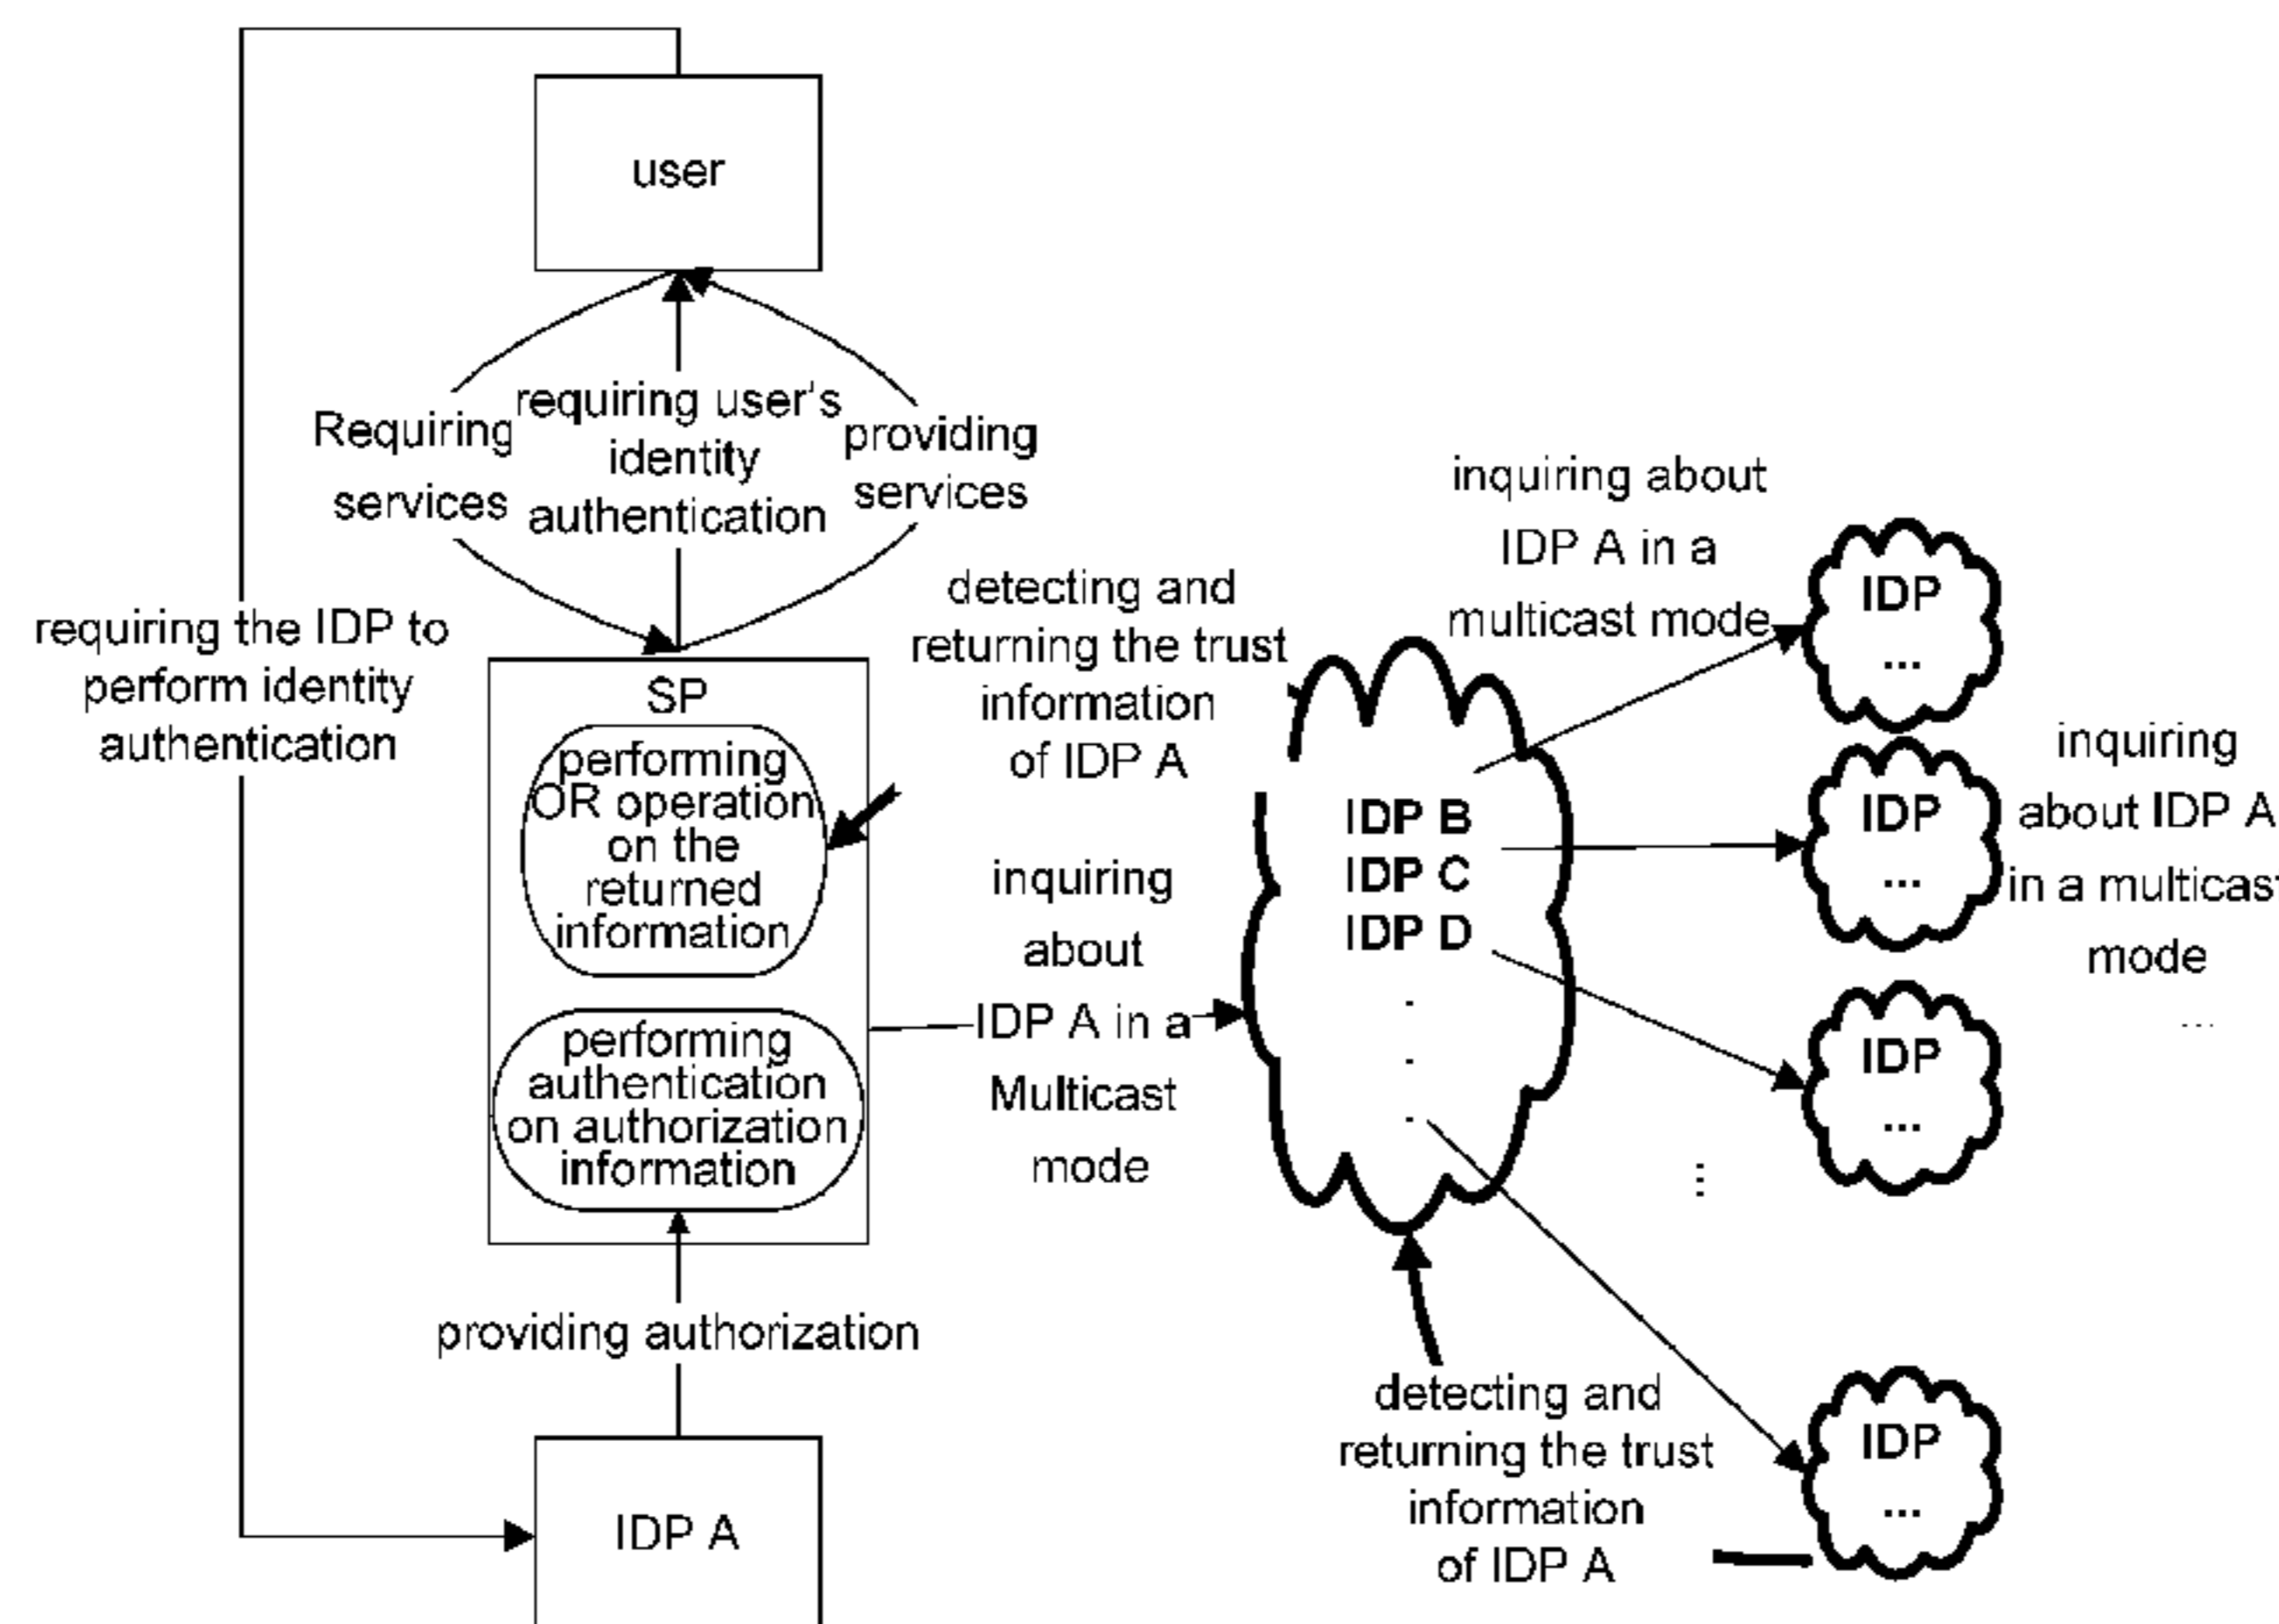 user
Requiring
services
requiring user's
identity
authentication
providing
services
requiring the IDP to
perform identity
authentication
SP
performing
OR operation
on the
returned
information
performing
authentication
on authorization
information
providing authorization
IDP A
detecting and
returning the trust
information
of IDP A
inquiring
about
IDP A in a
Multicast
mode
IDP B
IDP C
IDP D
.
.
.
inquiring about
IDP A in a
multicast mode
IDP
...
IDP
...
IDP
...
...
IDP
...
inquiring
about IDP A
in a multicast
mode
...
detecting and
returning the trust
information
of IDP A